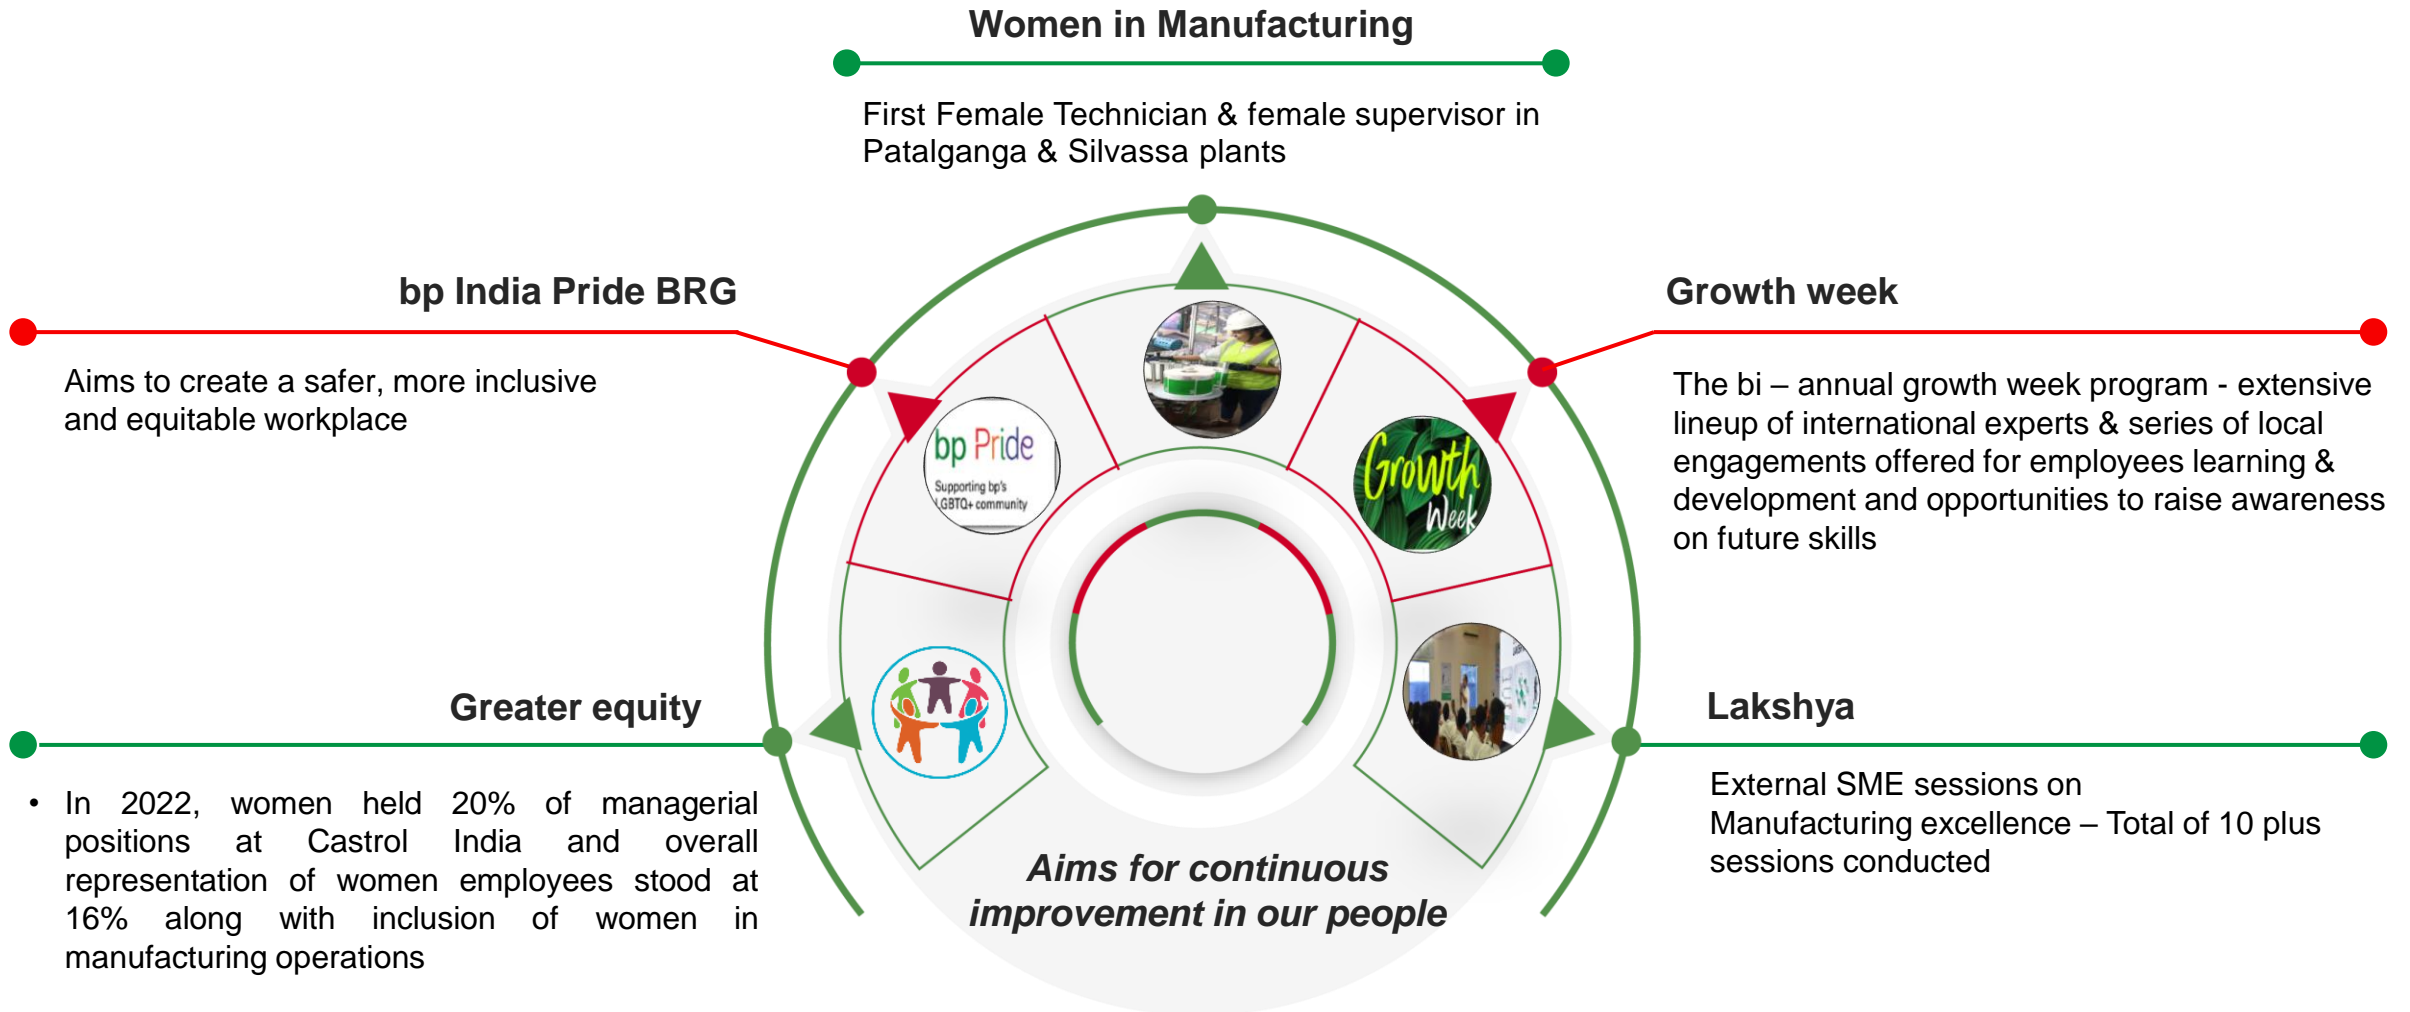 Women in Manufacturing
First Female Technician & female supervisor in
Patalganga & Silvassa plants
bp India Pride BRG
Aims to create a safer, more inclusive
and equitable workplace
Growth week
The bi – annual growth week program - extensive
lineup of international experts & series of local
engagements offered for employees learning &
development and opportunities to raise awareness
on future skills
bp Pride
Supporting bp's
LGBTQ+ community
Growth
Week
Greater equity
• In 2022, women held 20% of managerial
positions at Castrol India and overall
representation of women employees stood at
16% along with inclusion of women in
manufacturing operations
Lakshya
External SME sessions on
Manufacturing excellence – Total of 10 plus
sessions conducted
Aims for continuous
improvement in our people